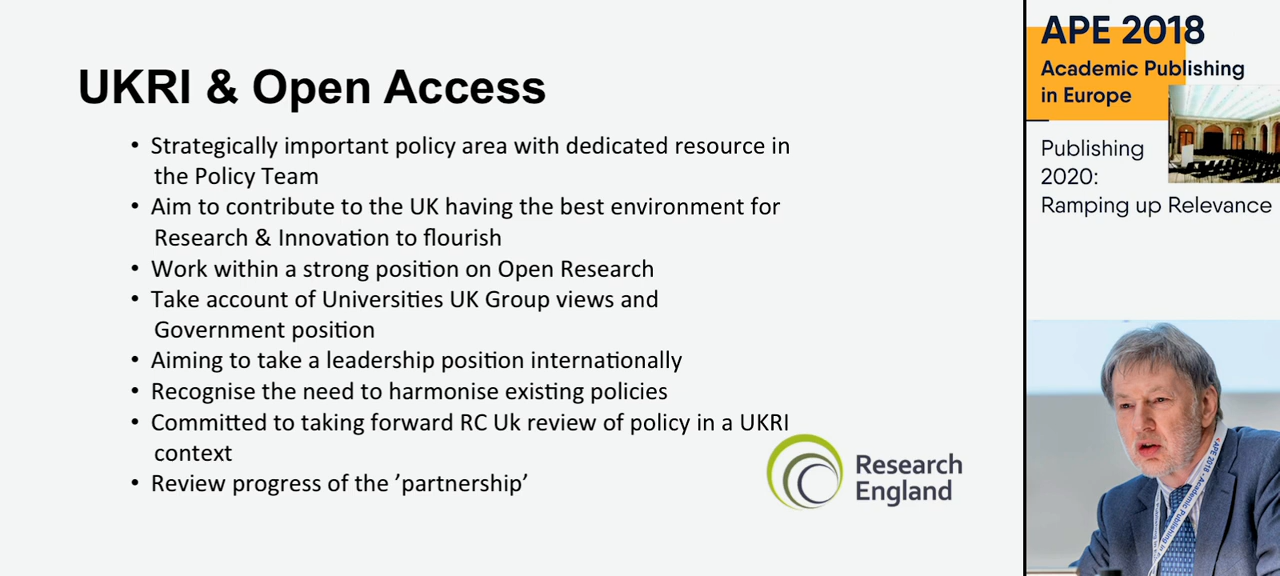 UKRI & Open Access
• Strategically important policy area with dedicated resource in
the Policy Team
• Aim to contribute to the UK having the best environment for
Research & Innovation to flourish
• Work within a strong position on Open Research
• Take account of Universities UK Group views and
Government position
• Aiming to take a leadership position internationally
• Recognise the need to harmonise existing policies
• Committed to taking forward RC Uk review of policy in a UKRI
context
• Review progress of the ’partnership’
Research
England
APE 2018
Academic Publishing
in Europe
Publishing
2020:
Ramping up Relevance
APE 2018 - Academic Publishing